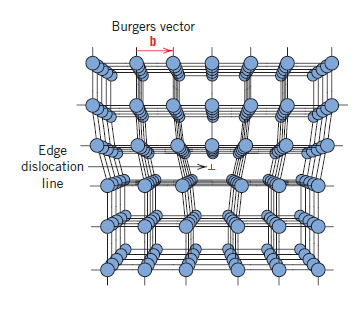 Burgers vector
b
Edge
dislocation
line
⊥